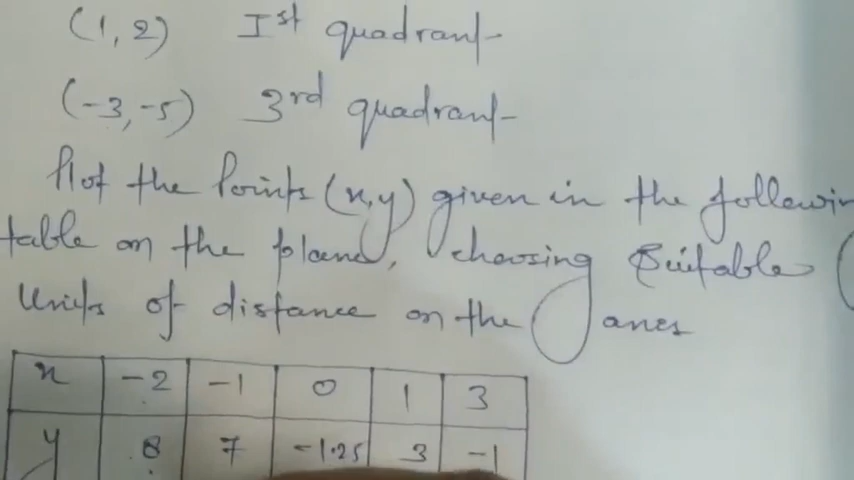 (1, 2) Ist quadrant
(-3, -5) 3rd quadrant
Plot the Points (x, y) given in the followin
table on the plane, choosing Suitable
Units of distance on the axes
x -2 -1 0 1 3
y 8 7 -1.25 3 -1